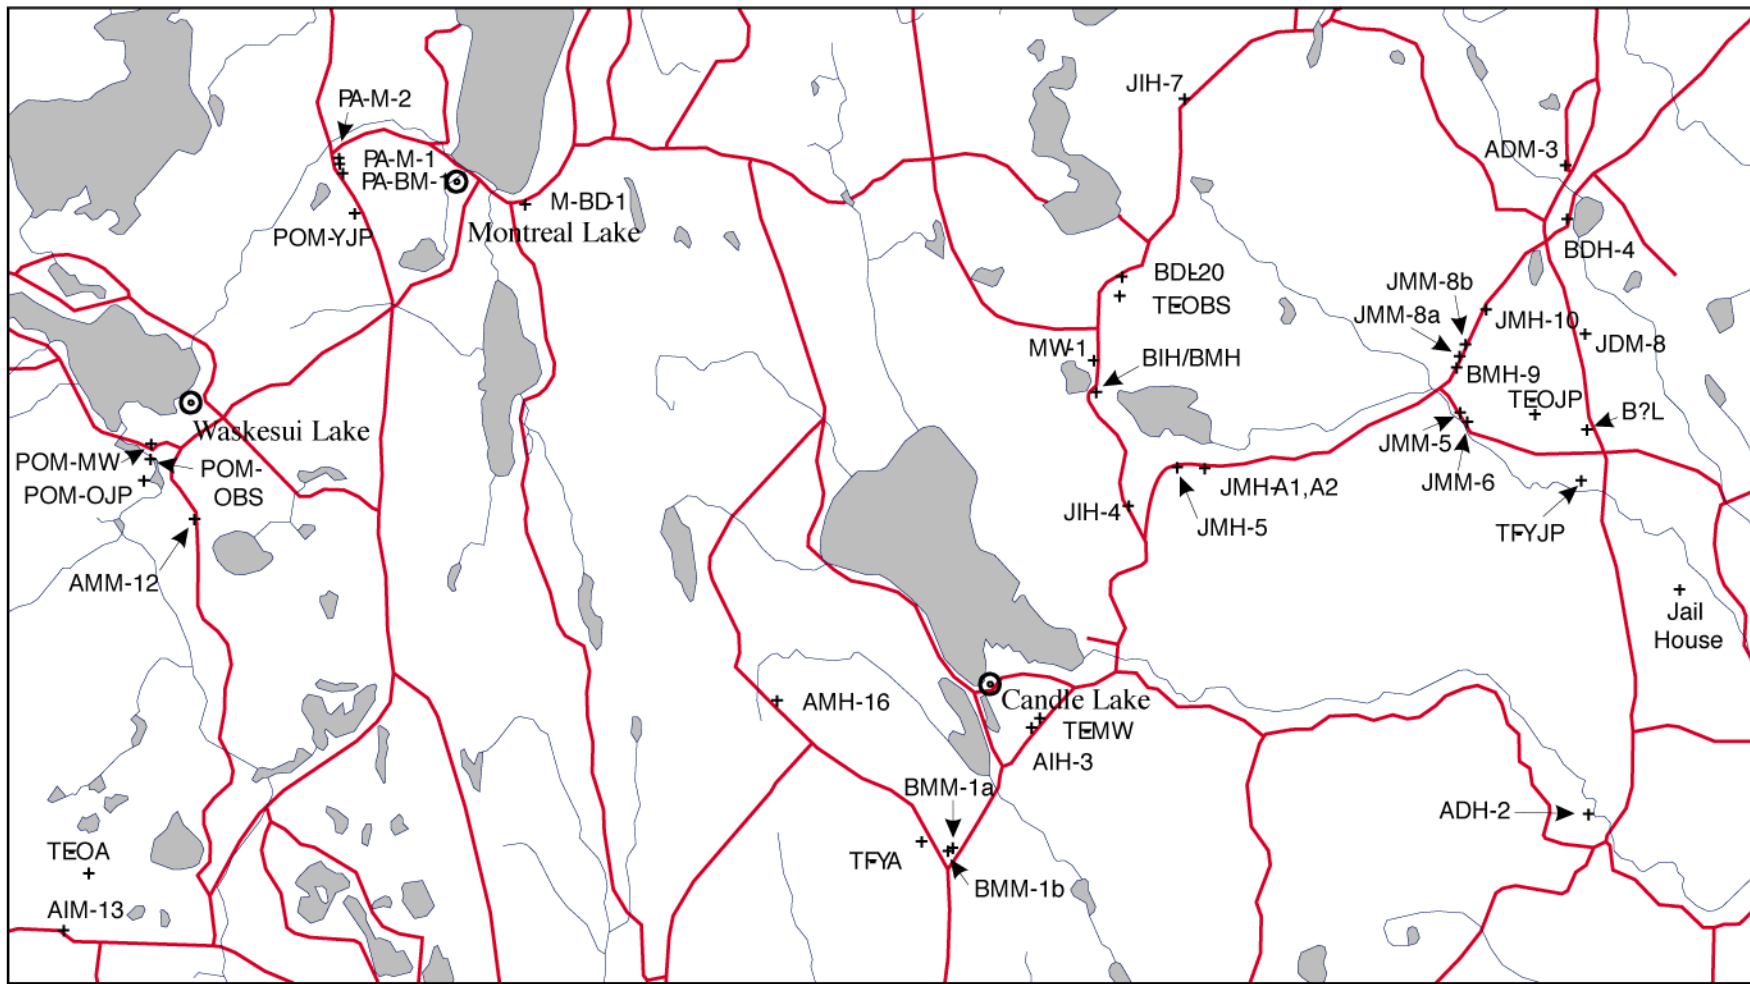 JIH-7
PA-M-2
PA-M-1
PA-BM-1
ADM-3
M-BD-1
POM-YJP
Montreal Lake
BDH-4
BDL-20
TEOBS
JMM-8b
JMM-8a
JMH-10
JDM-8
MW-1
BIH/BMH
BMH-9
TEOJP
B?L
Waskesui Lake
JMM-5
POM-MW
POM-
OBS
POM-OJP
JMM-6
JMH-A1,A2
JIH-4
JMH-5
TFYJP
AMM-12
Jail
House
AMH-16
Candle Lake
TEMW
AIH-3
BMM-1a
ADH-2
TEOA
TFYA
BMM-1b
AIM-13